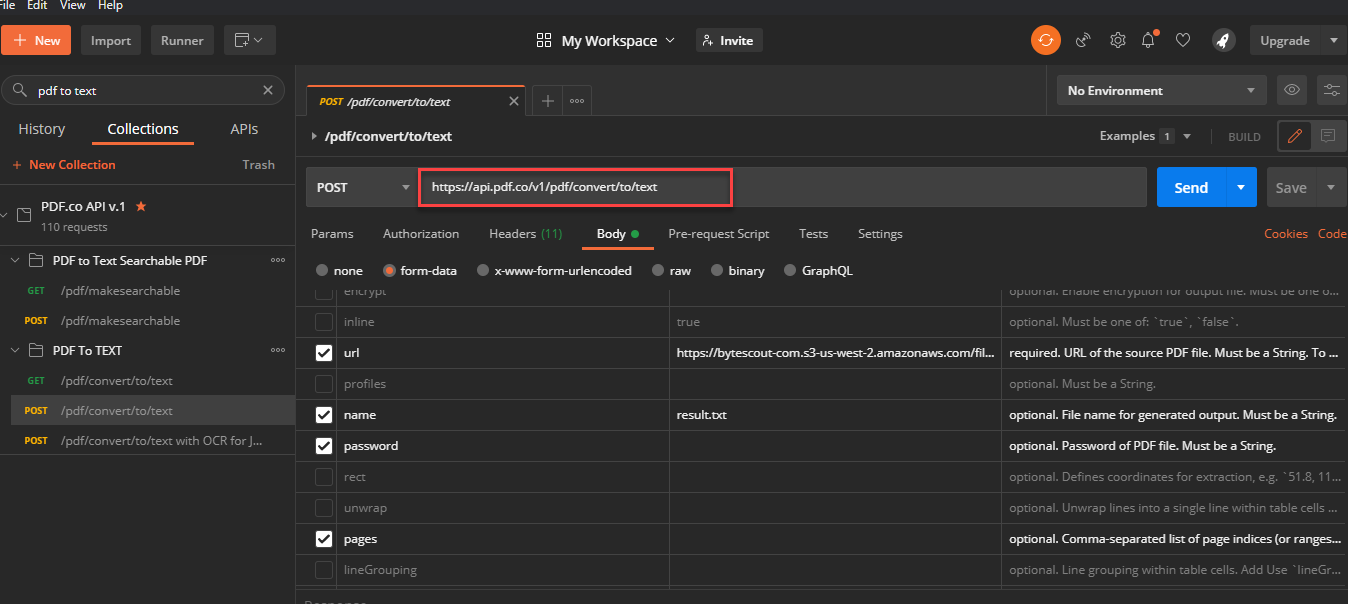 File Edit View Help
+ New Import Runner My Workspace Invite Upgrade
pdf to text
History Collections APIs
+ New Collection Trash
PDF.co API v.1
110 requests
PDF to Text Searchable PDF
GET /pdf/makesearchable
POST /pdf/makesearchable
PDF To TEXT
GET /pdf/convert/to/text
POST /pdf/convert/to/text
POST /pdf/convert/to/text with OCR for J...
POST /pdf/convert/to/text No Environment
/pdf/convert/to/text Examples 1 BUILD
POST https://api.pdf.co/v1/pdf/convert/to/text Send Save
Params Authorization Headers (11) Body Pre-request Script Tests Settings Cookies Code
none form-data x-www-form-urlencoded raw binary GraphQL
encrypt optional. Enable encryption for output file. Must be one o...
inline true optional. Must be one of: `true`, `false`.
url https://bytescout-com.s3-us-west-2.amazonaws.com/fil... required. URL of the source PDF file. Must be a String. To ...
profiles optional. Must be a String.
name result.txt optional. File name for generated output. Must be a String.
password optional. Password of PDF file. Must be a String.
rect optional. Defines coordinates for extraction, e.g. `51.8, 11...
unwrap optional. Unwrap lines into a single line within table cells ...
pages optional. Comma-separated list of page indices (or ranges...
lineGrouping optional. Line grouping within table cells. Add Use `lineGr...